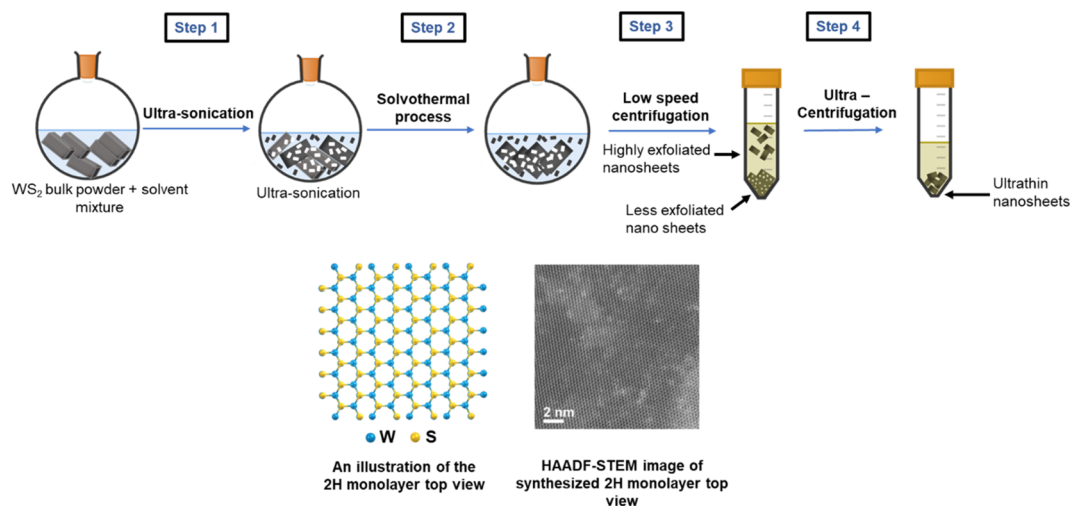 Step 1
Step 2
Step 3
Step 4
Ultra-sonication
Solvothermal
process
Low speed
centrifugation
Ultra –
Centrifugation
Highly exfoliated
nanosheets
WS₂ bulk powder + solvent
mixture
Ultra-sonication
Less exfoliated
nano sheets
Ultrathin
nanosheets
2 nm
W S
An illustration of the
2H monolayer top view
HAADF-STEM image of
synthesized 2H monolayer top
view